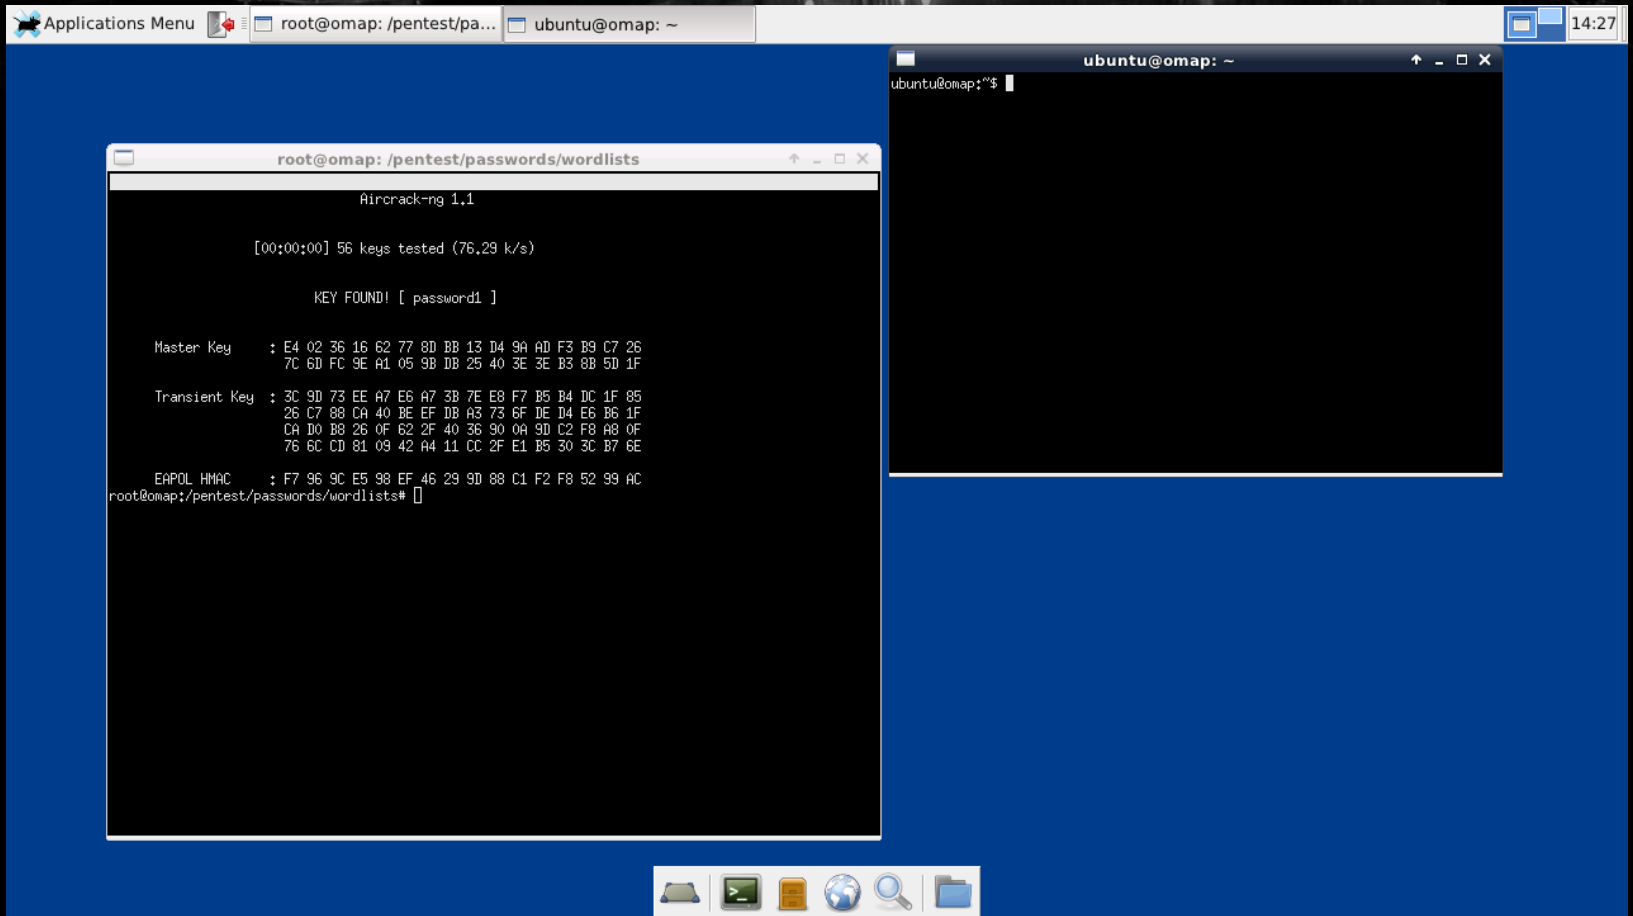 Applications Menu
root@omap: /pentest/pa...
ubuntu@omap: ~
14:27
ubuntu@omap: ~
ubuntu@omap:~$
root@omap: /pentest/passwords/wordlists
Aircrack-ng 1.1
[00:00:00] 56 keys tested (76.29 k/s)
KEY FOUND! [ password1 ]
Master Key : E4 02 36 16 62 77 8D BB 13 D4 9A AD F3 B9 C7 26
7C 6D FC 9E A1 05 9B DB 25 40 3E 3E B3 8B 5D 1F
Transient Key : 3C 9D 73 EE A7 E6 A7 3B 7E E8 F7 B5 B4 DC 1F 85
26 C7 88 CA 40 BE EF DB A3 73 6F DE D4 E6 B6 1F
CA D0 B8 26 0F 62 2F 40 36 90 0A 9D C2 F8 A8 0F
76 6C CD 81 09 42 A4 11 CC 2F E1 B5 30 3C B7 6E
EAPOL HMAC : F7 96 9C E5 98 EF 46 29 9D 88 C1 F2 F8 52 99 AC
root@omap:/pentest/passwords/wordlists#